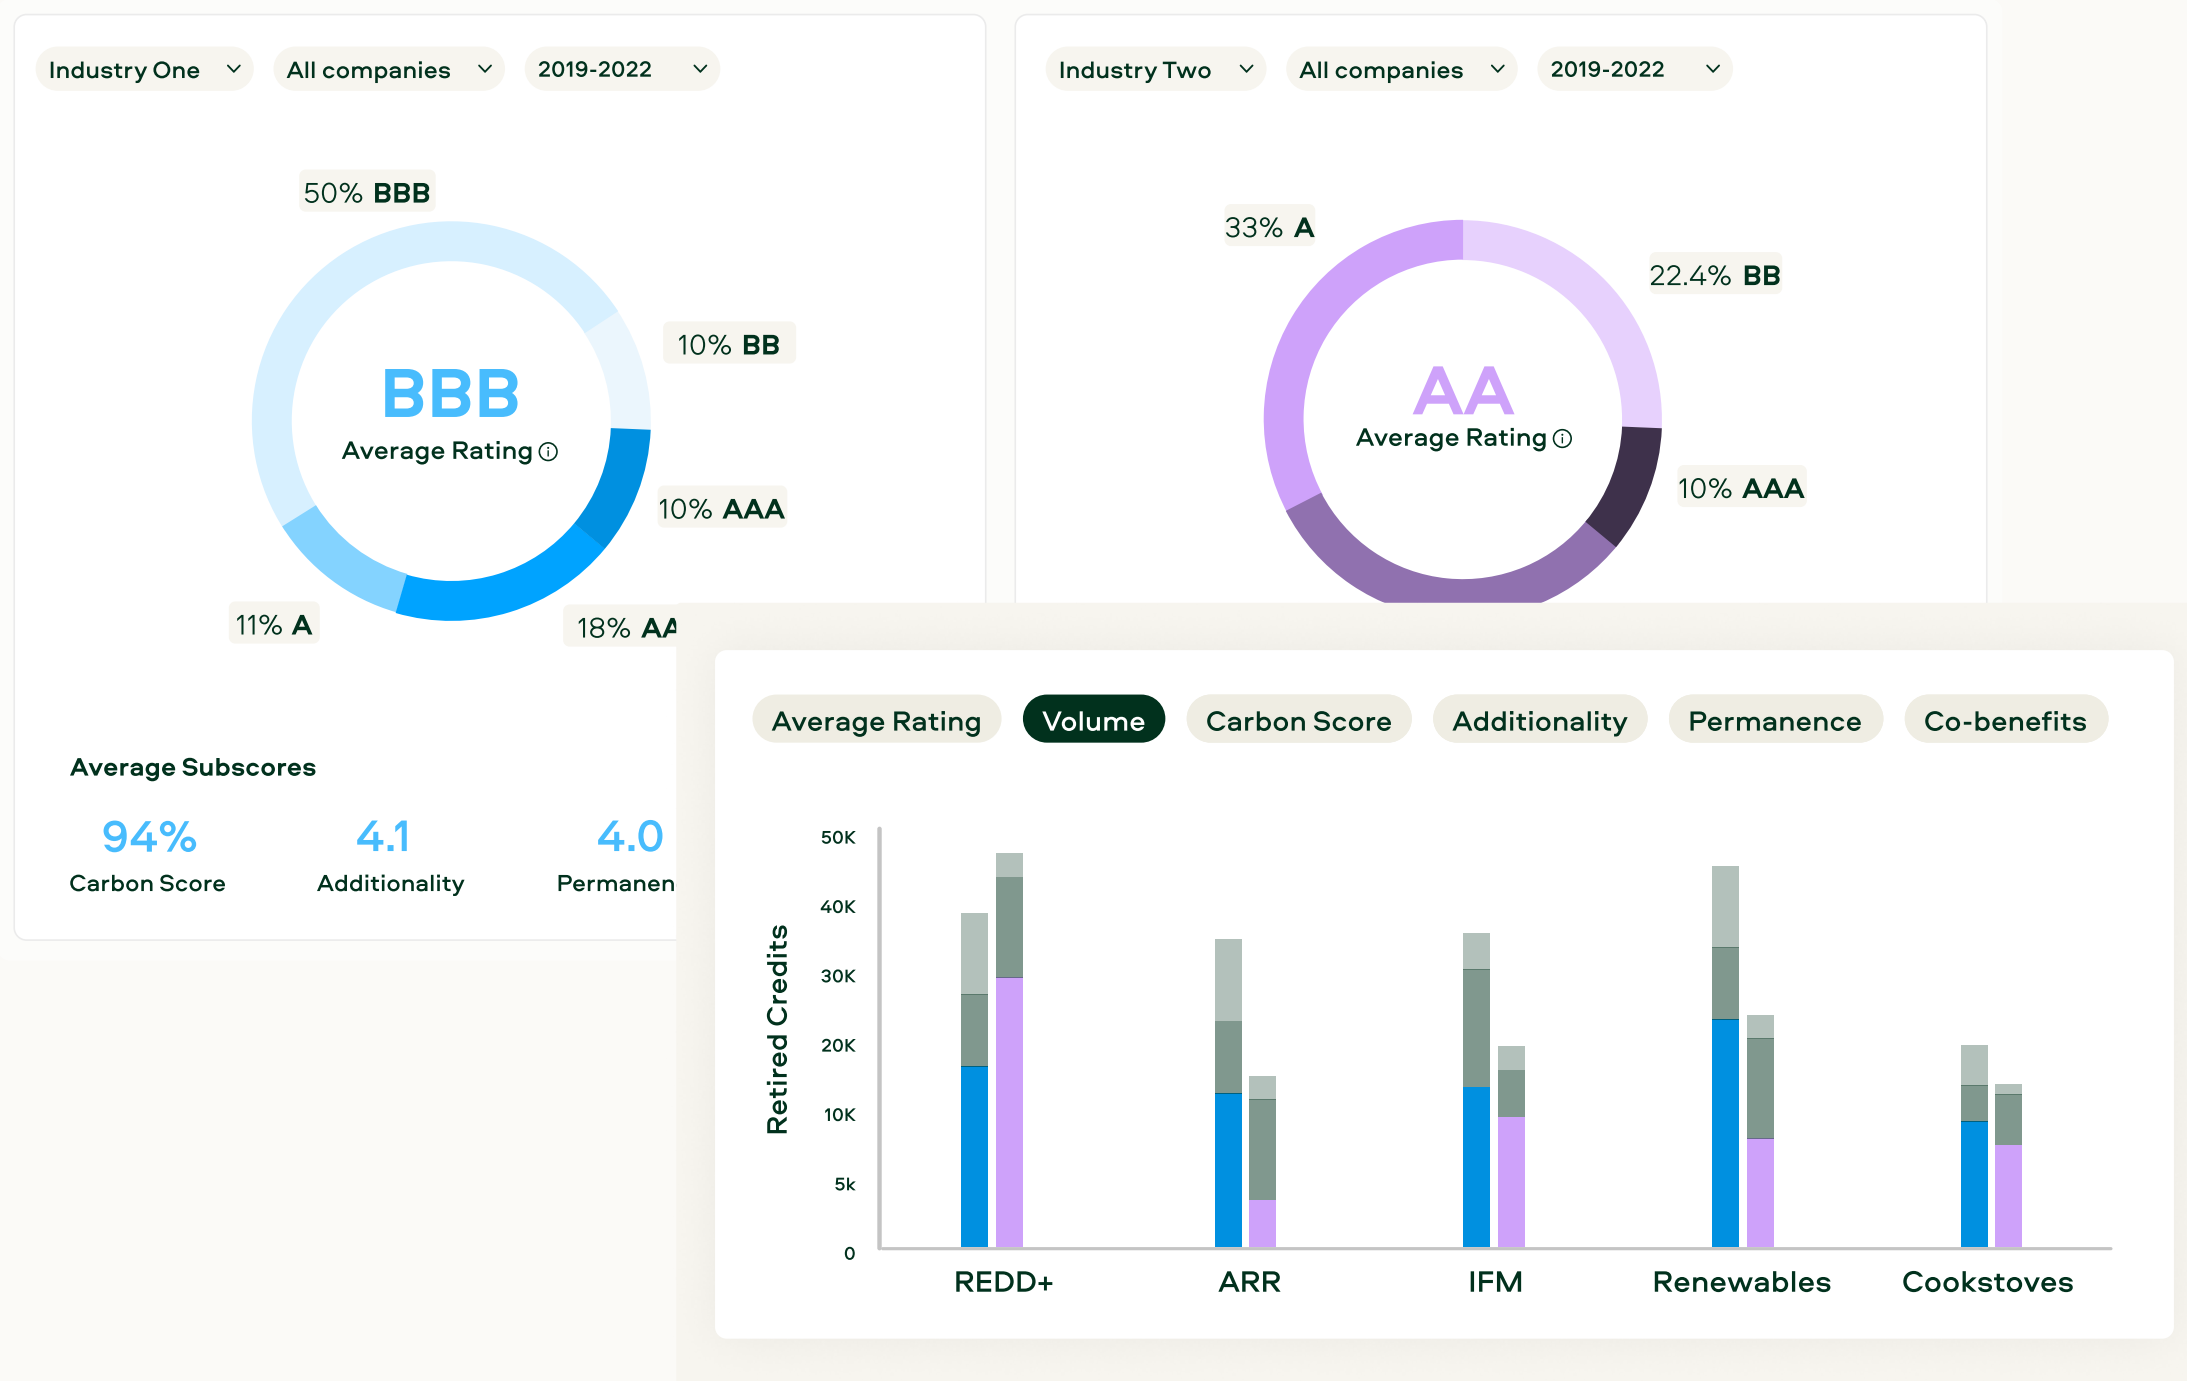 Industry One
All companies
2019-2022
50% BBB
10% BB
BBB
Average Rating
10% AAA
11% A
18% AA
Average Subscores
94%
Carbon Score
4.1
Additionality
4.0
Permanen
Industry Two
All companies
2019-2022
33% A
22.4% BB
AA
Average Rating
10% AAA
Average Rating
Volume
Carbon Score
Additionality
Permanence
Co-benefits
Retired Credits
50K
40K
30K
20K
10K
5k
0
REDD+
ARR
IFM
Renewables
Cookstoves